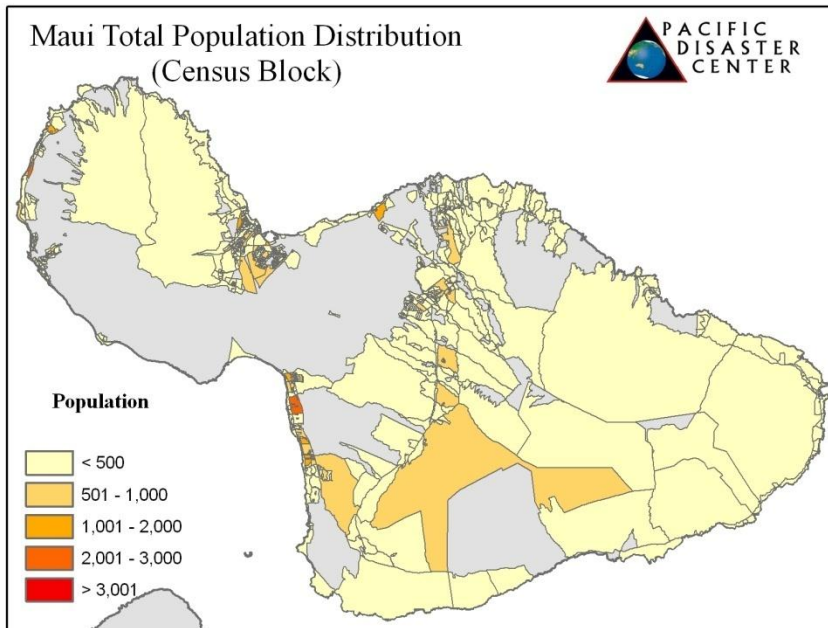 Maui Total Population Distribution
(Census Block)
PACIFIC
DISASTER
CENTER
Population
< 500
501 - 1,000
1,001 - 2,000
2,001 - 3,000
> 3,001